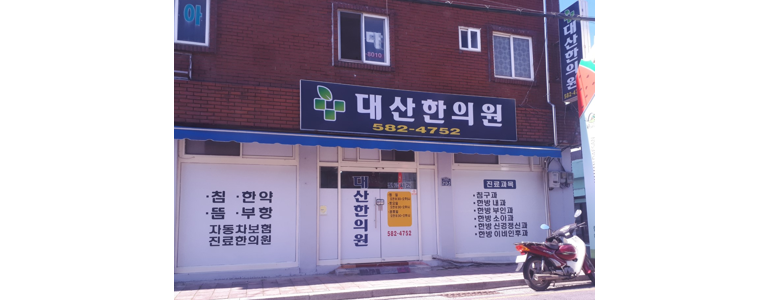 아
대산한의원
582-4752
대산한의원
·침 ·한약
·뜸 ·부항
자동차보험
진료한의원
대산한의원
582-4752
진료과목
·침구과
·한방 내과
·한방 부인과
·한방 소아과
·한방 신경정신과
·한방 이비인후과